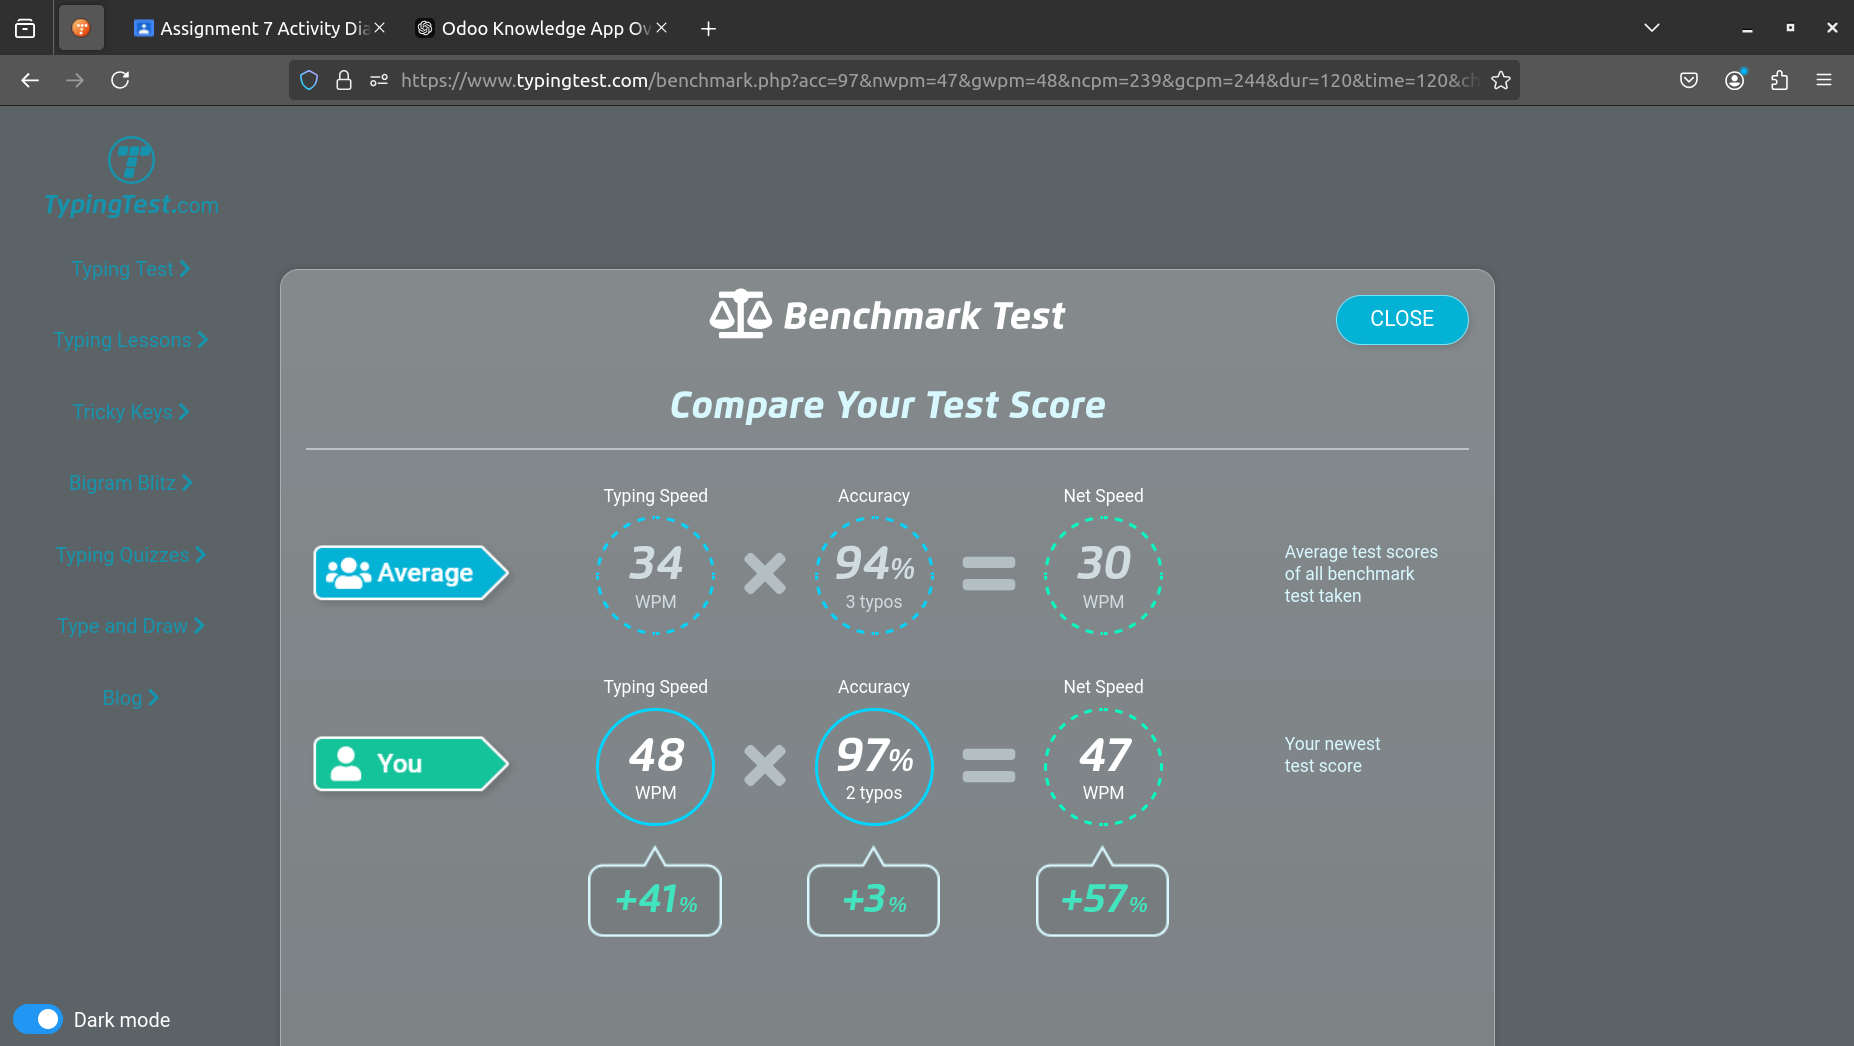 Assignment 7 Activity Dia
Odoo Knowledge App Ov
https://www.typingtest.com/benchmark.php?acc=97&nwpm=47&gwpm=48&ncpm=239&gcpm=244&dur=120&time=120&ch
TypingTest.com
Typing Test
Typing Lessons
Tricky Keys
Bigram Blitz
Typing Quizzes
Type and Draw
Blog
Dark mode
Benchmark Test
CLOSE
Compare Your Test Score
Typing Speed Accuracy Net Speed
Average 34 WPM 94% 3 typos 30 WPM
Average test scores
of all benchmark
test taken
Typing Speed Accuracy Net Speed
You 48 WPM 97% 2 typos 47 WPM
Your newest
test score
+41% +3% +57%